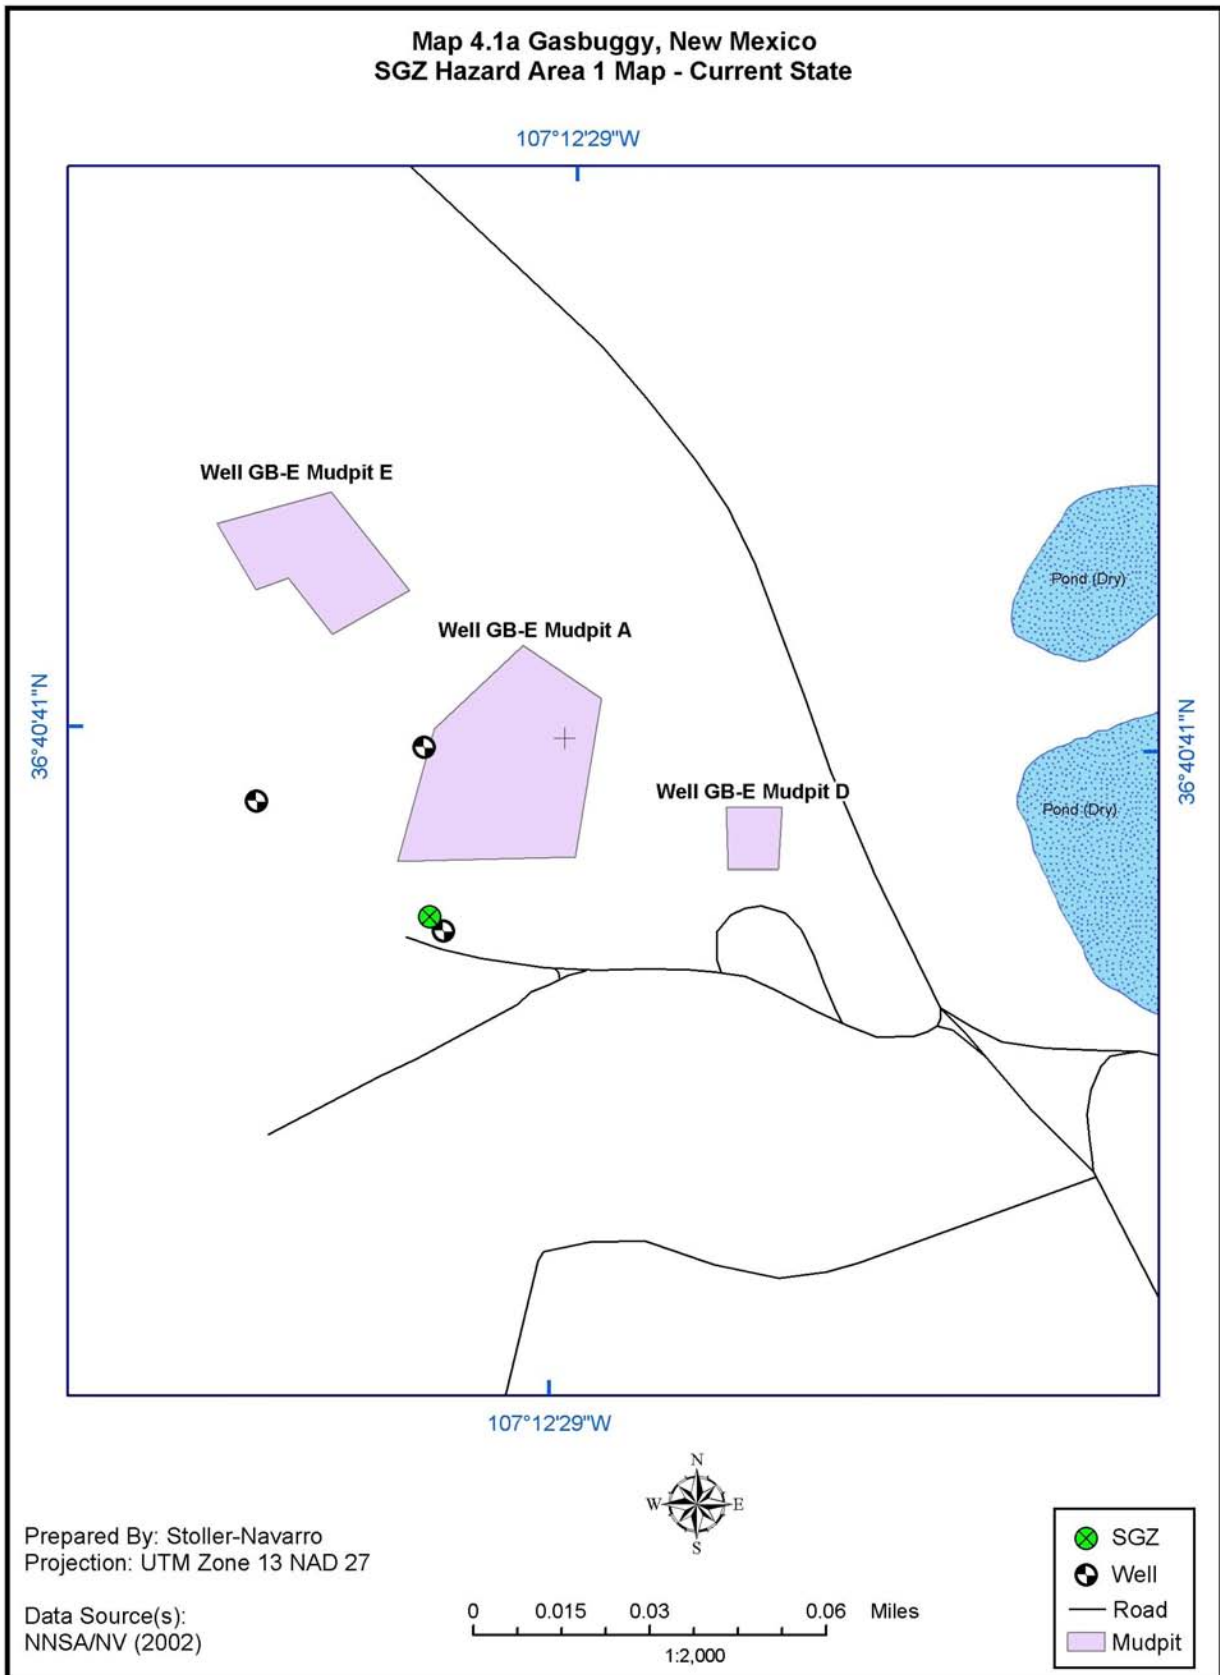 Map 4.1a Gasbuggy, New Mexico
SGZ Hazard Area 1 Map - Current State
107°12'29"W
Well GB-E Mudpit E
Pond (Dry)
Well GB-E Mudpit A
36°40'41"N
36°40'41"N
Well GB-E Mudpit D
Pond (Dry)
107°12'29"W
N
W
E
S
Prepared By: Stoller-Navarro
Projection: UTM Zone 13 NAD 27
Data Source(s):
NNSA/NV (2002)
0 0.015 0.03 0.06 Miles
1:2,000
SGZ
Well
Road
Mudpit